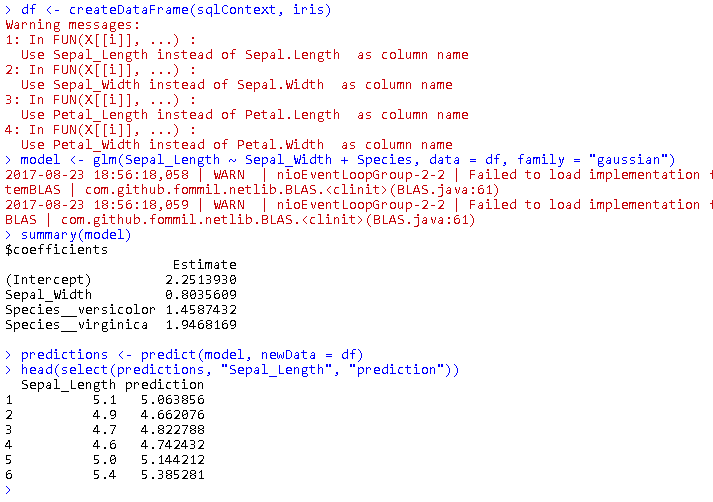 > df <- createDataFrame(sqlContext, iris)
Warning messages:
1: In FUN(X[[i]], ...) :
  Use Sepal_Length instead of Sepal.Length  as column name
2: In FUN(X[[i]], ...) :
  Use Sepal_Width instead of Sepal.Width  as column name
3: In FUN(X[[i]], ...) :
  Use Petal_Length instead of Petal.Length  as column name
4: In FUN(X[[i]], ...) :
  Use Petal_Width instead of Petal.Width  as column name
> model <- glm(Sepal_Length ~ Sepal_Width + Species, data = df, family = "gaussian")
2017-08-23 18:56:18,058 | WARN  | nioEventLoopGroup-2-2 | Failed to load implementation
temBLAS | com.github.fommil.netlib.BLAS.<clinit>(BLAS.java:61)
2017-08-23 18:56:18,059 | WARN  | nioEventLoopGroup-2-2 | Failed to load implementation
BLAS | com.github.fommil.netlib.BLAS.<clinit>(BLAS.java:61)
> summary(model)
$coefficients
                     Estimate
(Intercept)         2.2513930
Sepal_Width         0.8035609
Species__versicolor 1.4587432
Species__virginica  1.9468169

> predictions <- predict(model, newData = df)
> head(select(predictions, "Sepal_Length", "prediction"))
  Sepal_Length prediction
1          5.1   5.063856
2          4.9   4.662076
3          4.7   4.822788
4          4.6   4.742432
5          5.0   5.144212
6          5.4   5.385281
>